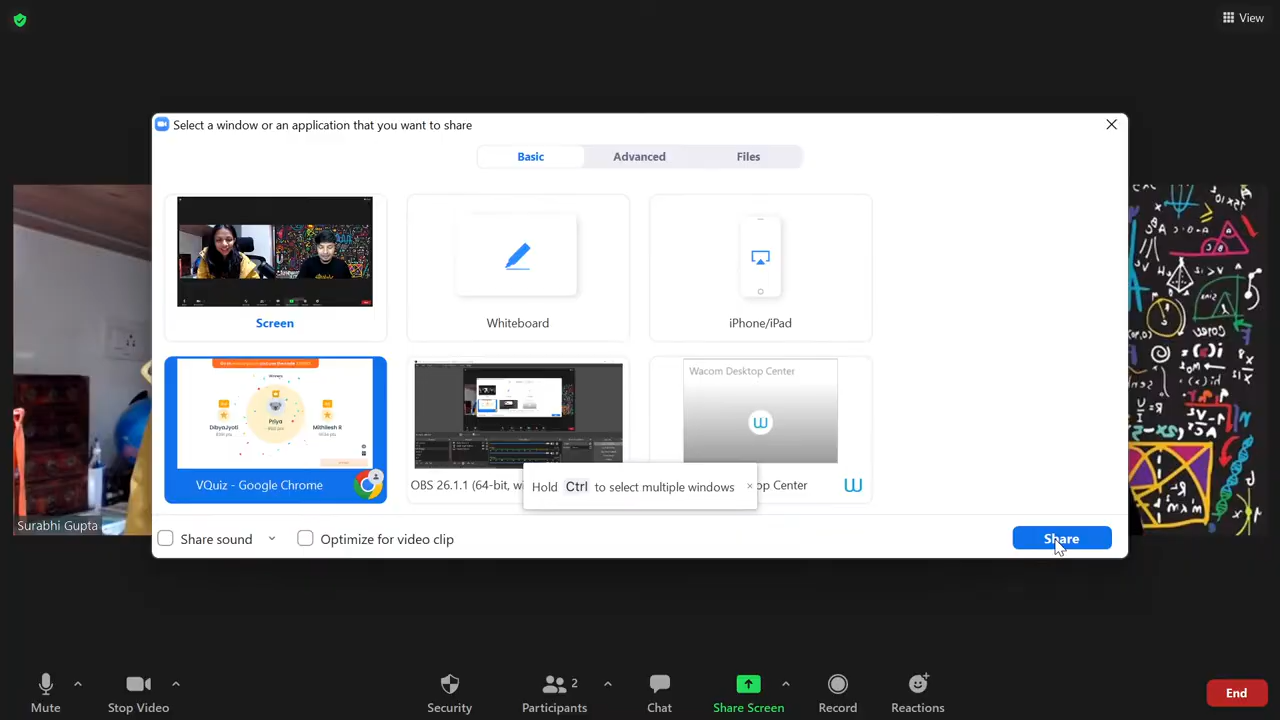 View
Select a window or an application that you want to share
Basic
Advanced
Files
Screen
Whiteboard
iPhone/iPad
Wacom Desktop Center
Winners
DibyaJyoti
Priya
Mithilesh R
VQuiz - Google Chrome
OBS 26.1.1 (64-bit, w
op Center
Hold Ctrl to select multiple windows
Surabhi Gupta
Share sound
Optimize for video clip
Share
Mute
Stop Video
Security
Participants
2
Chat
Share Screen
Record
Reactions
End